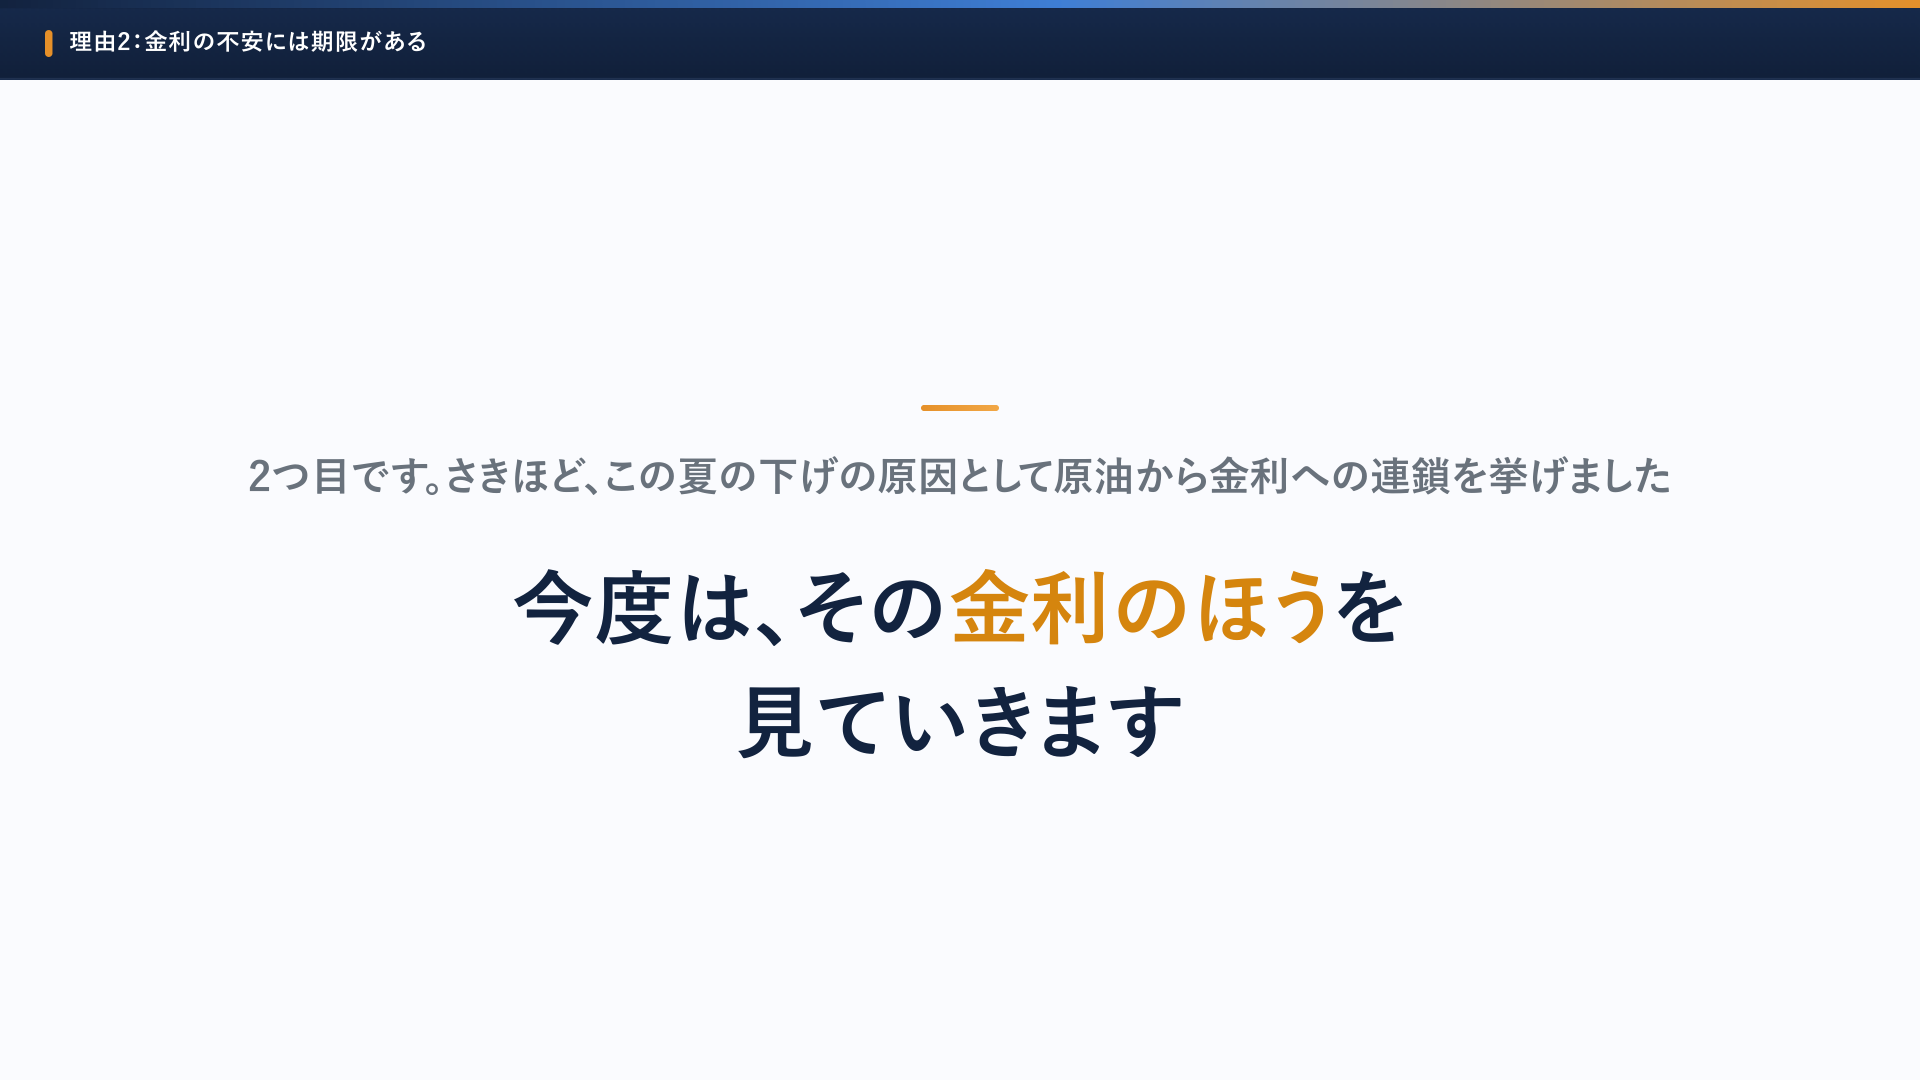 理由2：金利の不安には期限がある
2つ目です。さきほど、この夏の下げの原因として原油から金利への連鎖を挙げました
今度は、その金利のほうを
見ていきます